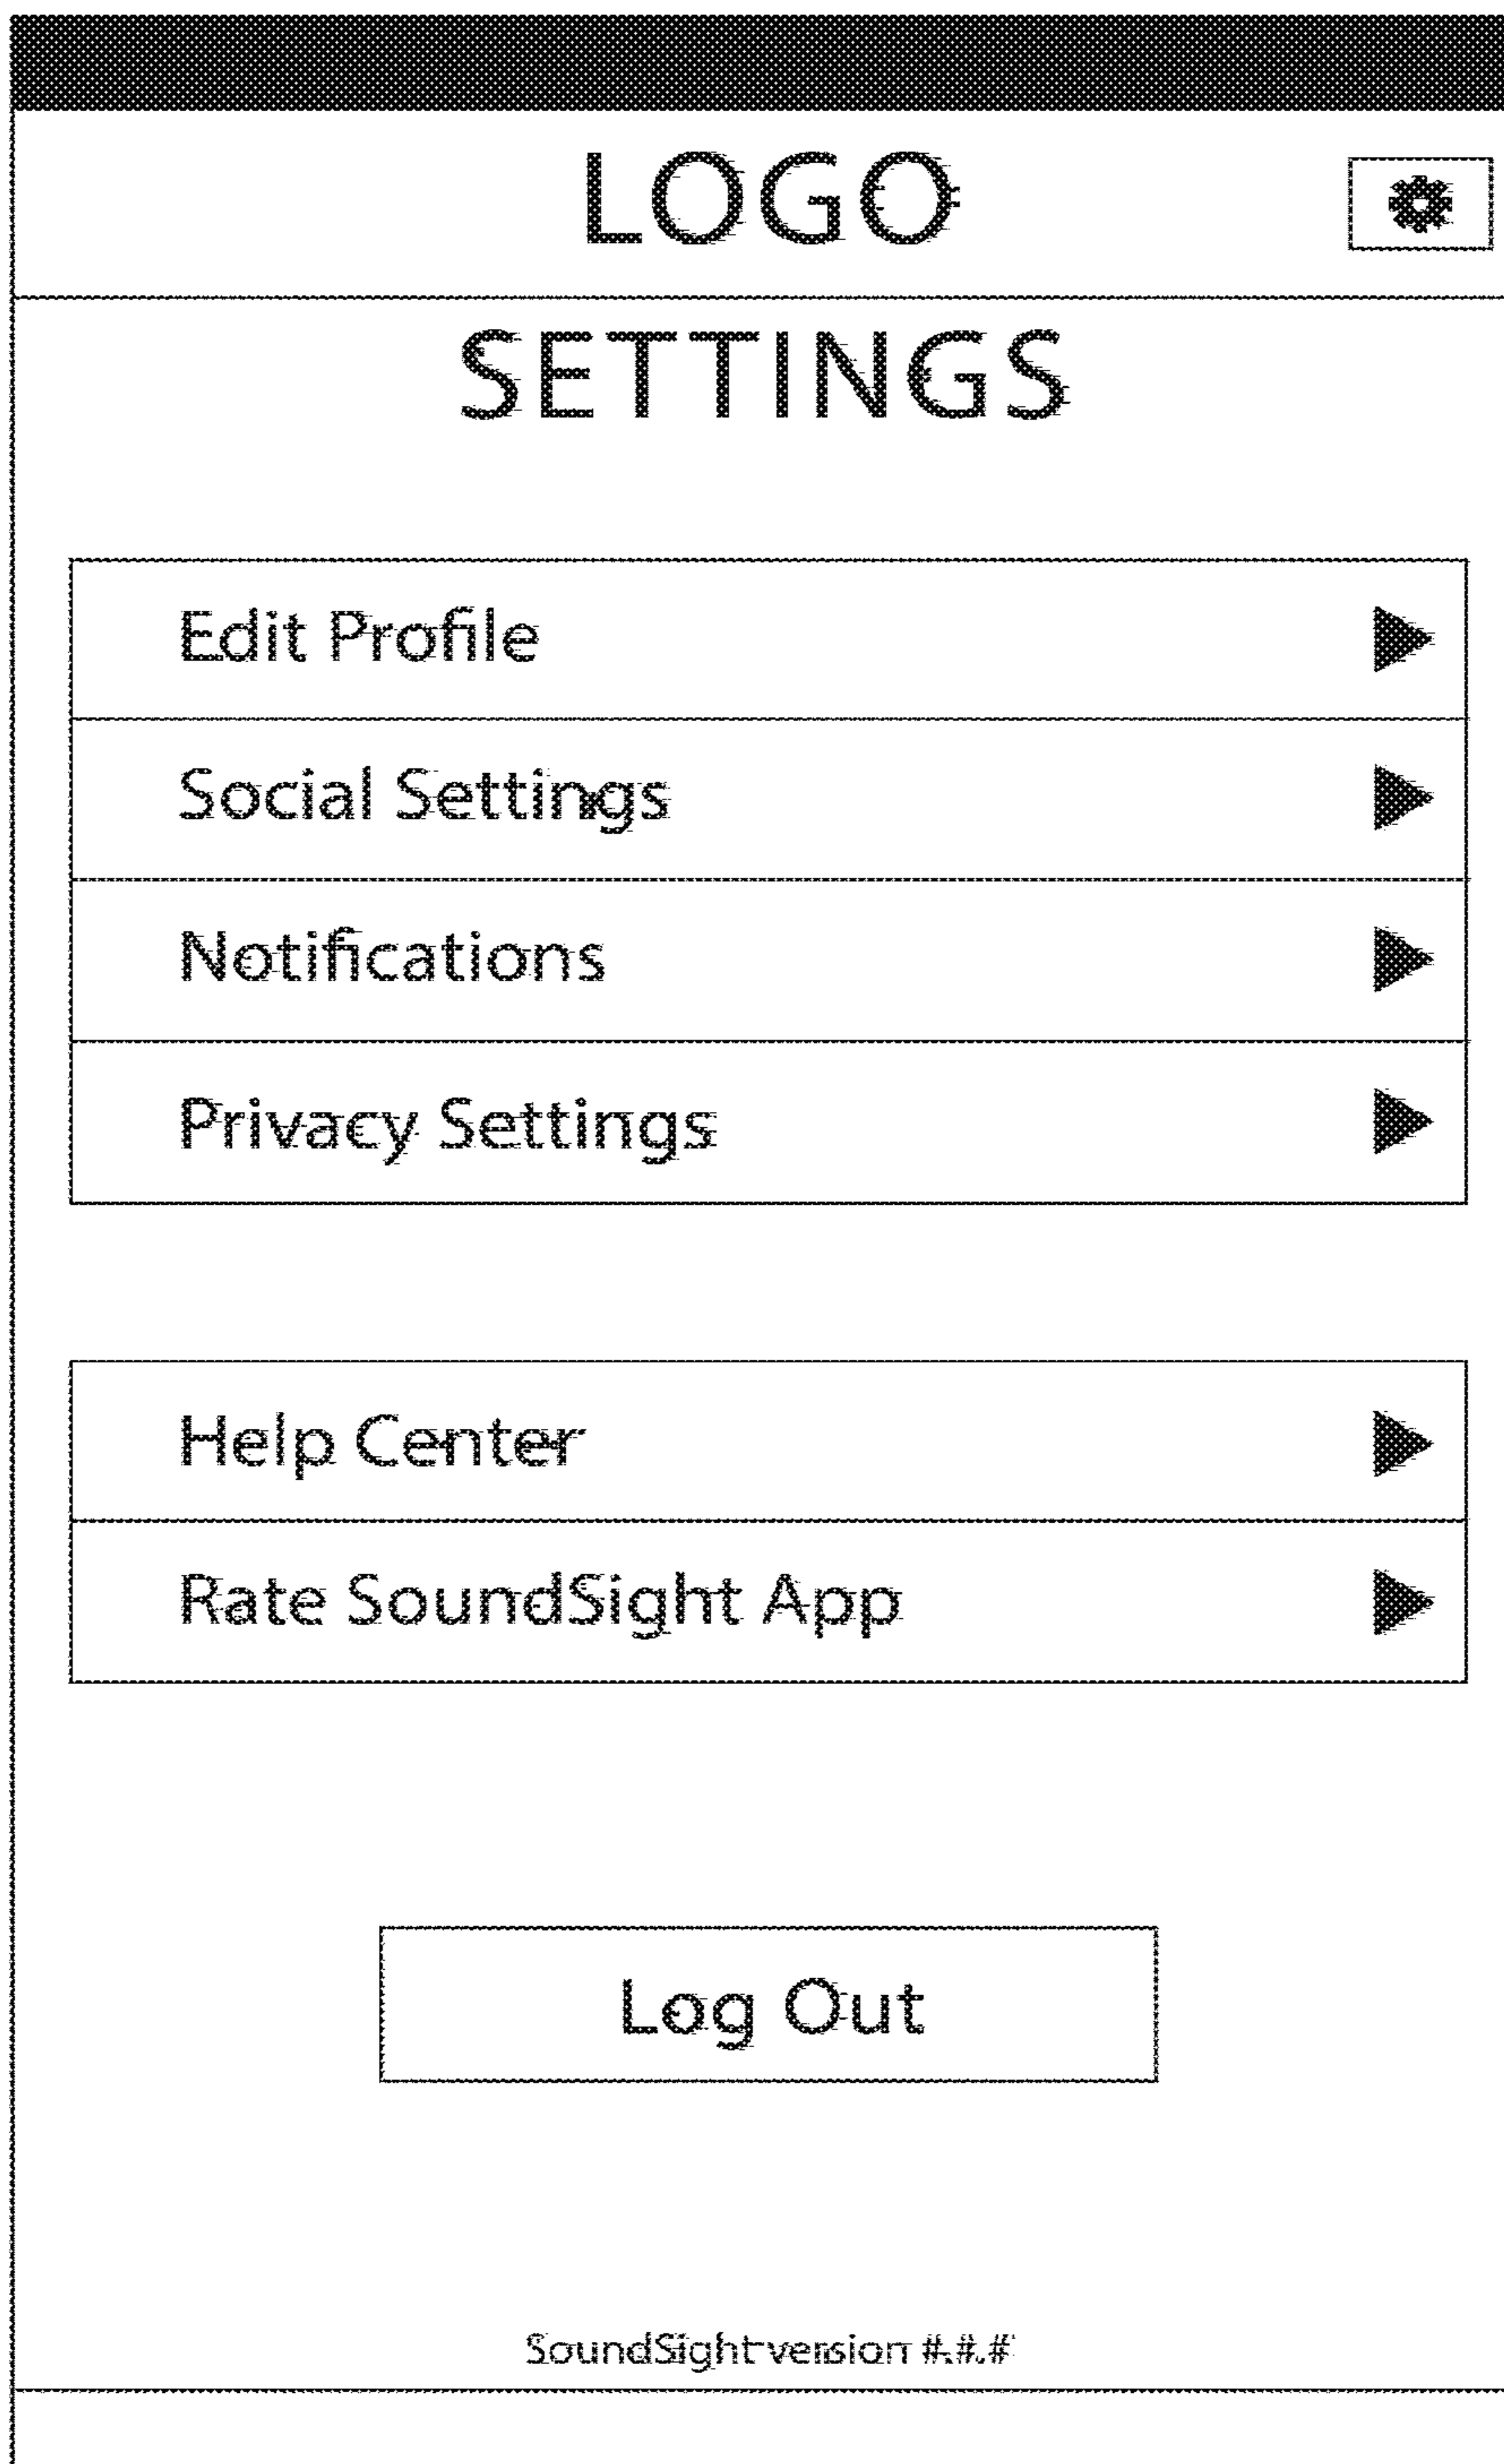 LOGO
SETTINGS
Edit Profile
Social Settings
Notifications
Privacy Settings
Help Center
Rate SoundSight App
Log Out
SoundSight version #.#.#